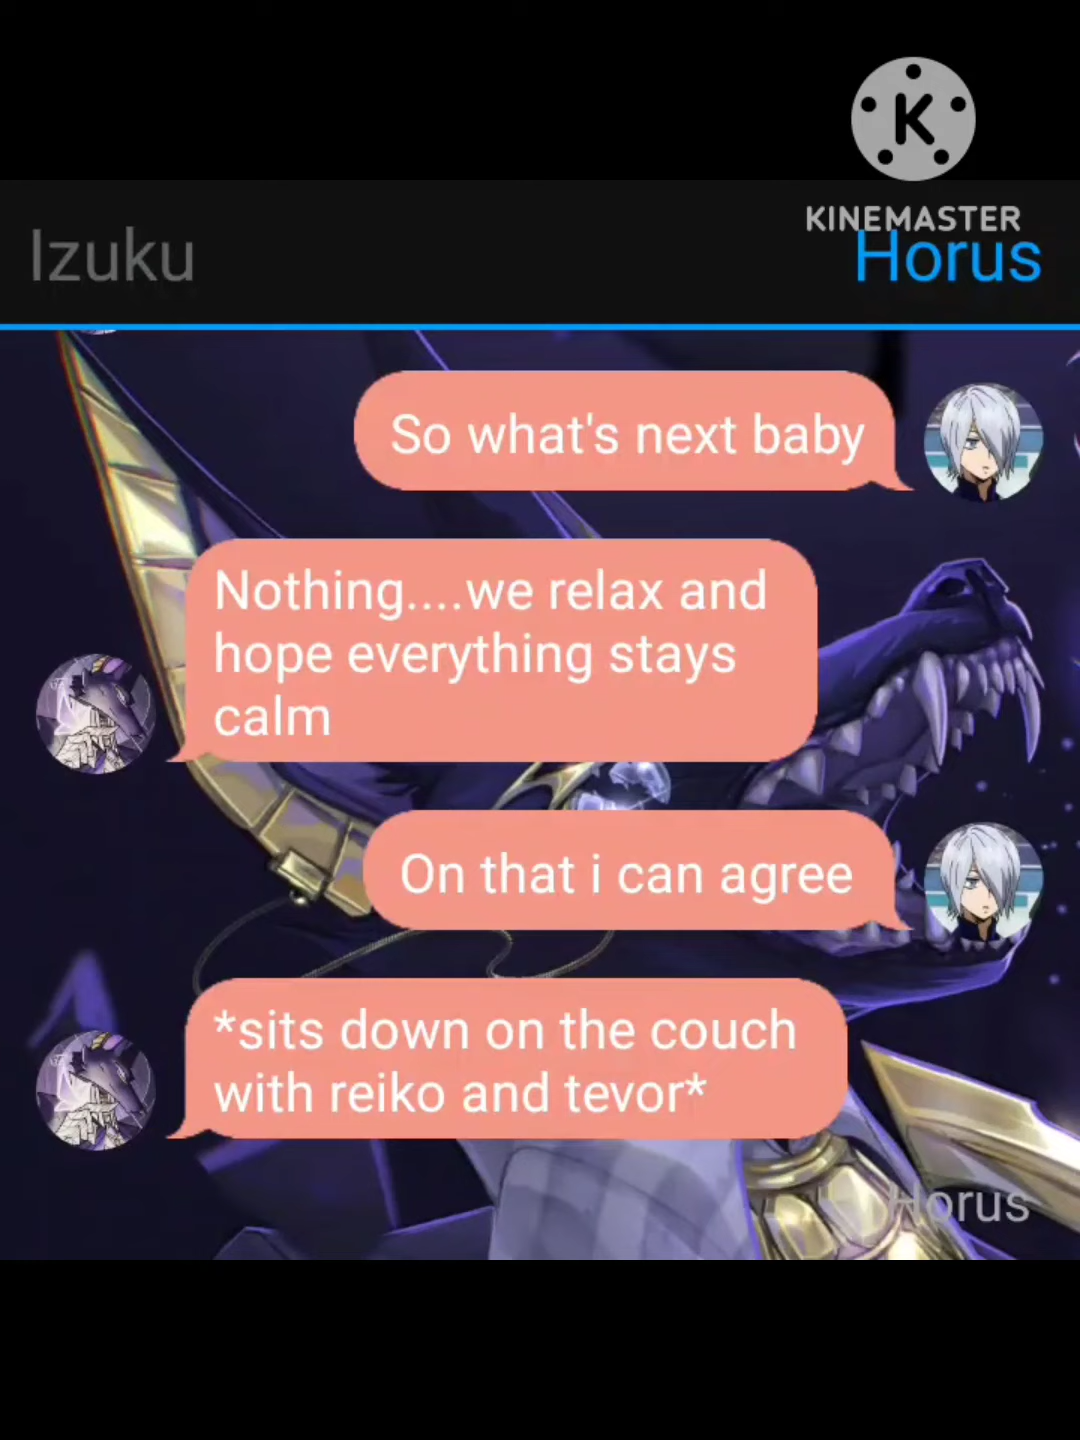 K
KINEMASTER
Izuku
Horus
So what's next baby
Nothing....we relax and
hope everything stays
calm
On that i can agree
*sits down on the couch
with reiko and tevor*
Horus